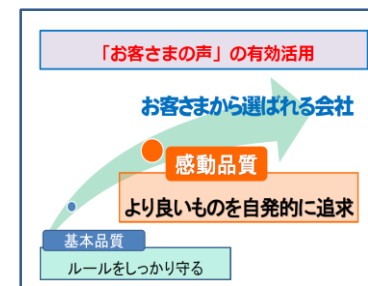 「お客さまの声」の有効活用
お客さまから選ばれる会社
感動品質
より良いものを自発的に追求
基本品質
ルールをしっかり守る